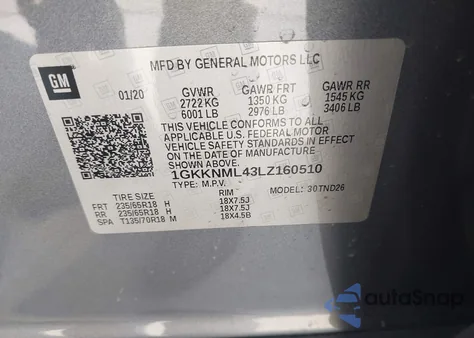 MFD BY GENERAL MOTORS LLC
GM
01/20
GVWR GAWR FRT GAWR RR
2722 KG 1350 KG 1545 KG
6001 LB 2976 LB 3406 LB
THIS VEHICLE CONFORMS TO ALL
APPLICABLE U.S. FEDERAL MOTOR
VEHICLE SAFETY STANDARDS IN EFFECT
ON THE DATE OF MANUFACTURE
SHOWN ABOVE.
1GKKNML43LZ160510
TYPE: M.P.V. MODEL: 30TND26
TIRE SIZE RIM
FRT 235/65R18 H 18X7.5J
RR 235/65R18 H 18X7.5J
SPA T135/70R18 M 18X4.5B
autoSnap